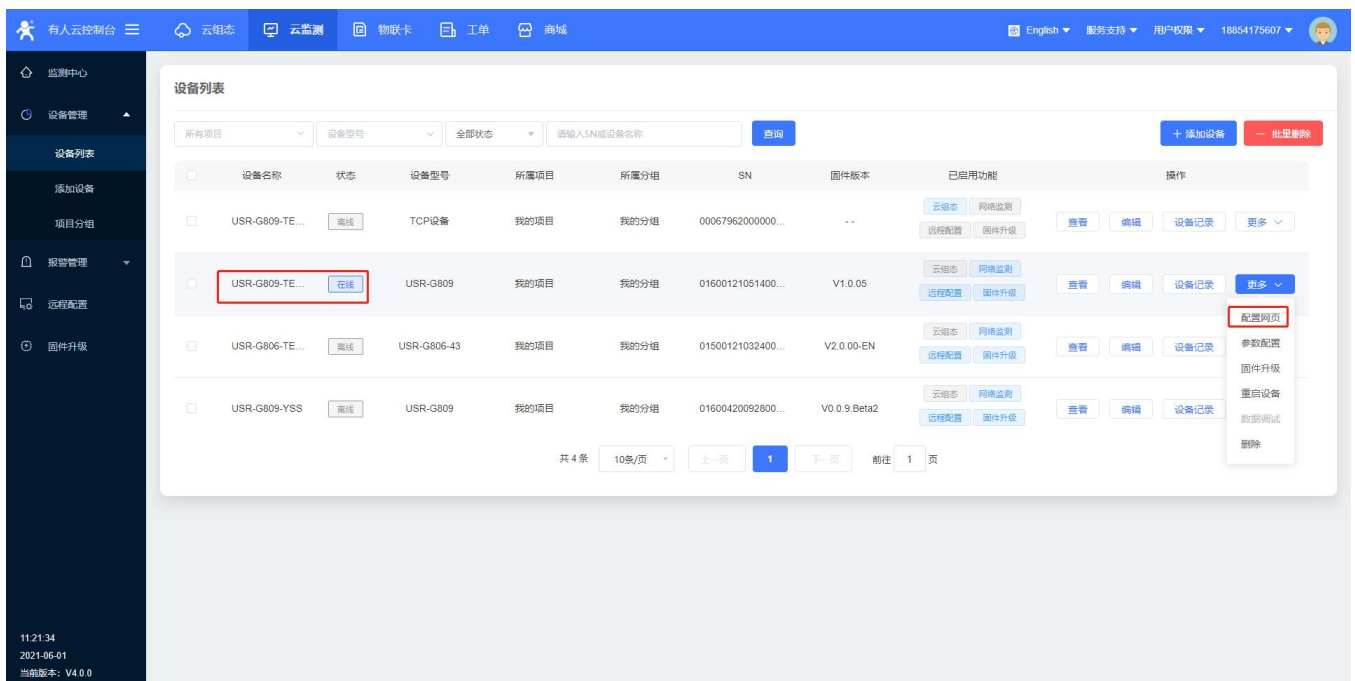 有人云控制台 云组态 云监测 物联卡 工单 商城 English 服务支持 用户权限 18854175607
监测中心
设备管理
设备列表
添加设备
项目分组
报警管理
远程配置
固件升级
11:21:34
2021-06-01
当前版本：V4.0.0
设备列表
所有项目 设备型号 全部状态 请输入SN或设备名称 查询 + 添加设备 － 批量删除
设备名称 状态 设备型号 所属项目 所属分组 SN 固件版本 已启用功能 操作
USR-G809-TE... 离线 TCP设备 我的项目 我的分组 00067962000000... - - 云组态 网络监测 远程配置 固件升级 查看 编辑 设备记录 更多
USR-G809-TE... 在线 USR-G809 我的项目 我的分组 01600121051400... V1.0.05 云组态 网络监测 远程配置 固件升级 查看 编辑 设备记录 更多
USR-G806-TE... 离线 USR-G806-43 我的项目 我的分组 01500121032400... V2.0.00-EN 云组态 网络监测 远程配置 固件升级 查看 编辑 设备记录
USR-G809-YSS 离线 USR-G809 我的项目 我的分组 01600420092800... V0.0.9.Beta2 云组态 网络监测 远程配置 固件升级 查看 编辑 设备记录
配置网页
参数配置
固件升级
重启设备
数据调试
删除
共 4 条 10条/页 上一页 1 下一页 前往 1 页